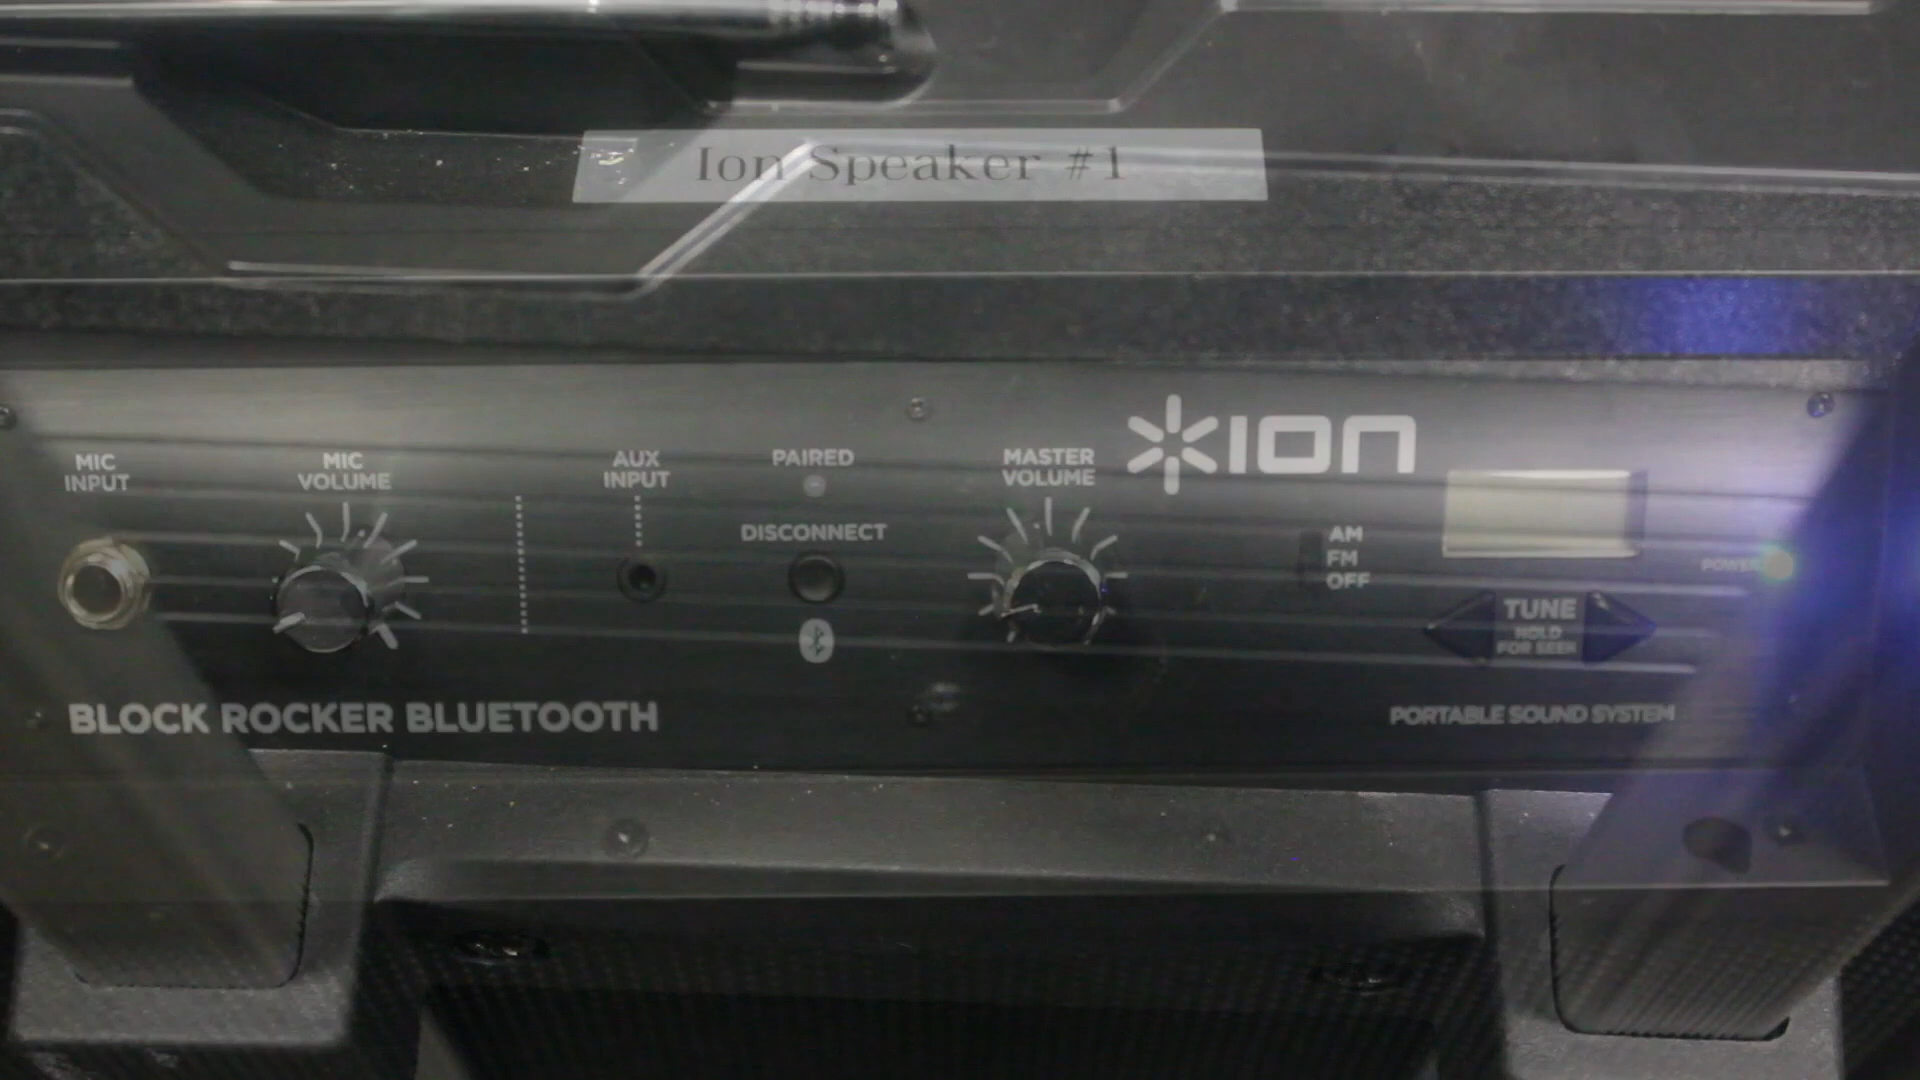 Ion Speaker #1
ION
MIC
INPUT
MIC
VOLUME
AUX
INPUT
PAIRED
DISCONNECT
MASTER
VOLUME
AM
FM
OFF
POWER
TUNE
HOLD
FOR SEEK
BLOCK ROCKER BLUETOOTH
PORTABLE SOUND SYSTEM